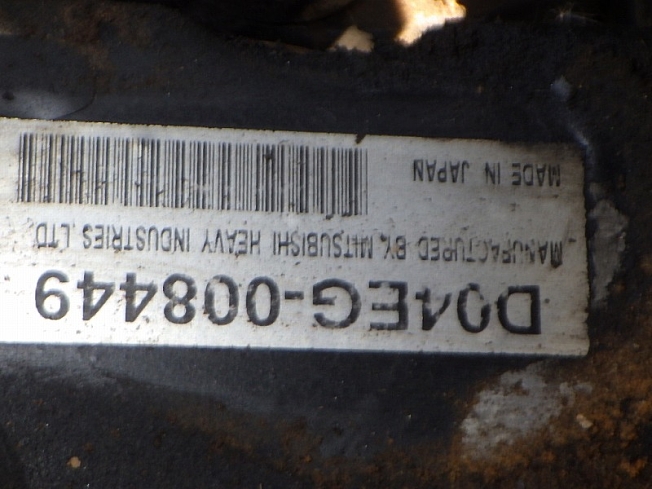 D04EG-008449
MANUFACTURED BY MITSUBISHI HEAVY INDUSTRIES, LTD
MADE IN JAPAN